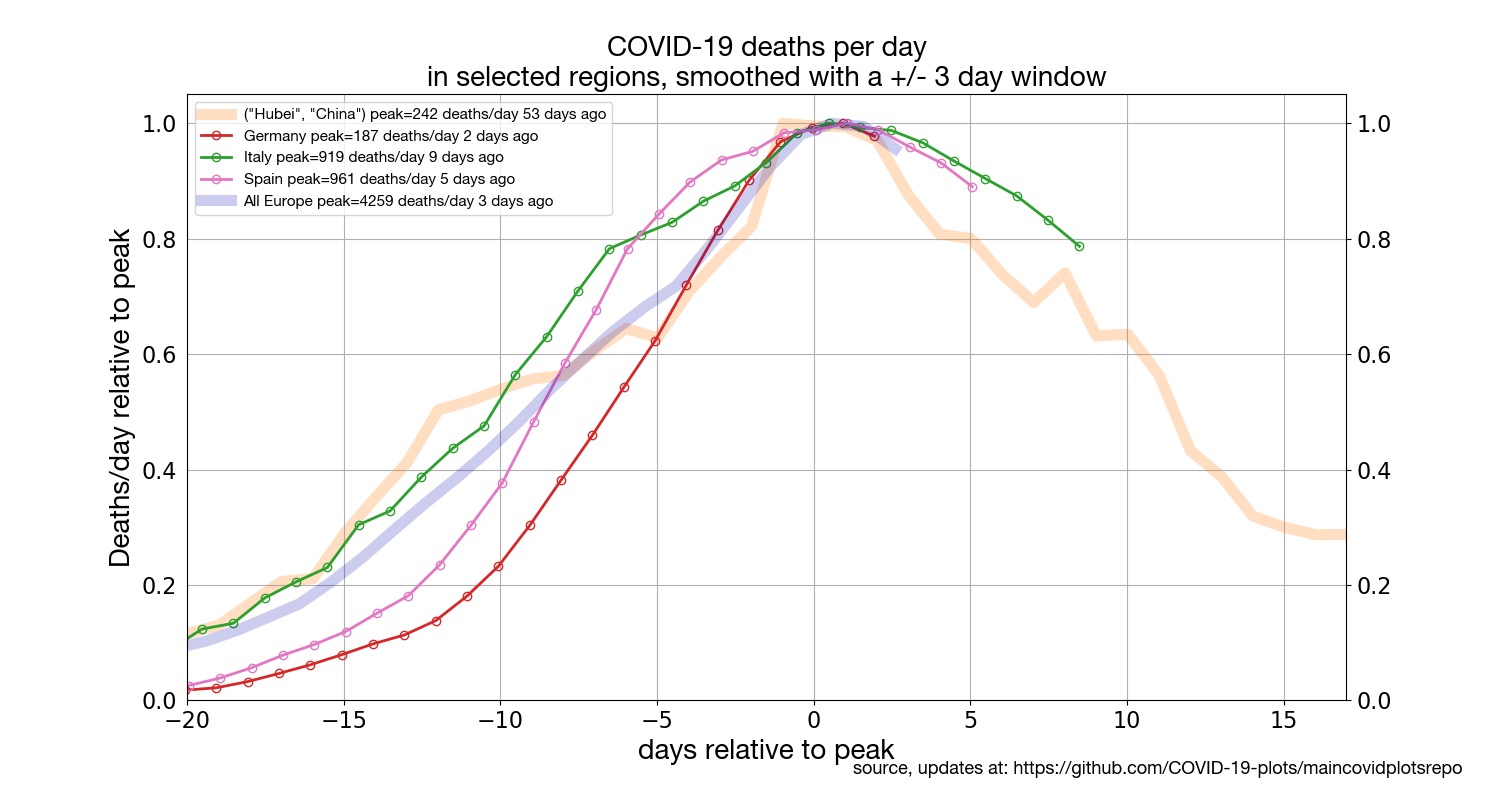 COVID-19 deaths per day
in selected regions, smoothed with a +/- 3 day window
("Hubei", "China") peak=242 deaths/day 53 days ago
Germany peak=187 deaths/day 2 days ago
Italy peak=919 deaths/day 9 days ago
Spain peak=961 deaths/day 5 days ago
All Europe peak=4259 deaths/day 3 days ago
Deaths/day relative to peak
1.0
0.8
0.6
0.4
0.2
0.0
1.0
0.8
0.6
0.4
0.2
0.0
−20 −15 −10 −5 0 5 10 15
days relative to peak
source, updates at: https://github.com/COVID-19-plots/maincovidplotsrepo